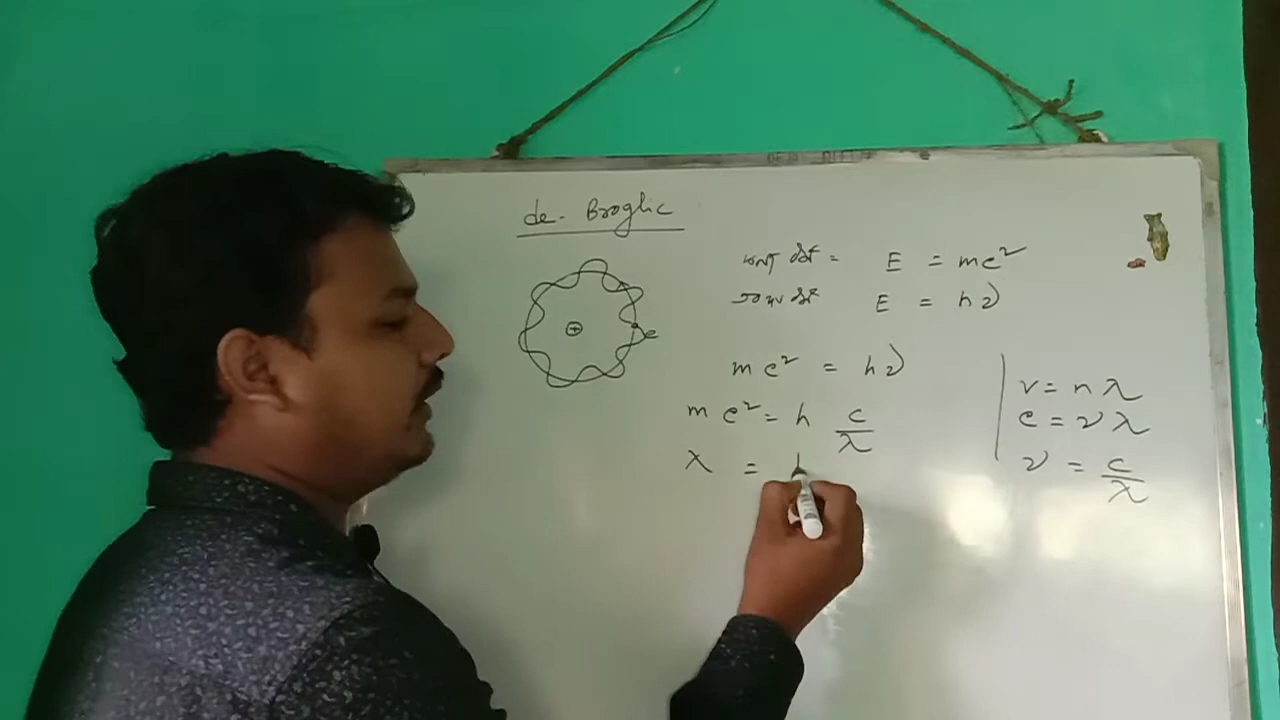 de-Broglie
e
E = mc²
E = hν
mc² = hν
mc² = h c/λ
λ =
v = nλ
c = νλ
ν = c/λ